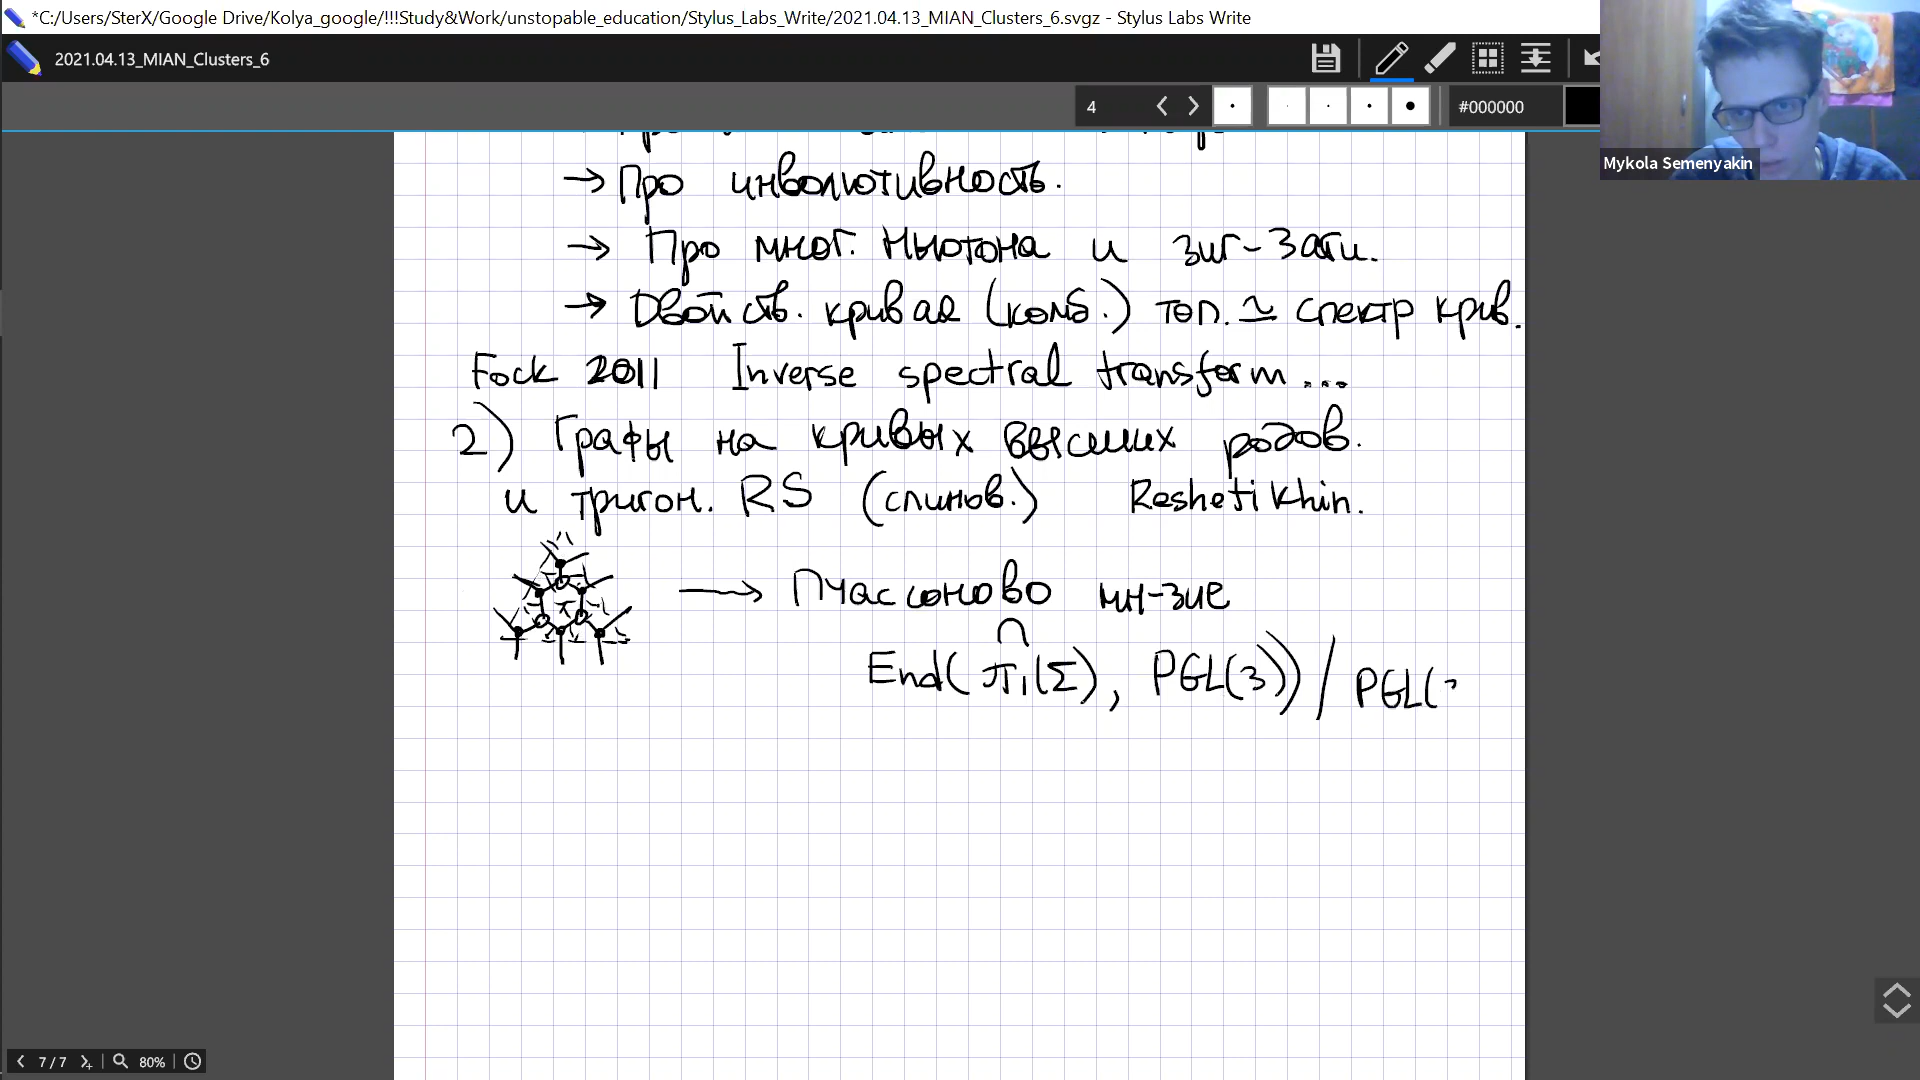 *C:/Users/SterX/Google Drive/Kolya_google/!!!Study&Work/unstopable_education/Stylus_Labs_Write/2021.04.13_MIAN_Clusters_6.svgz - Stylus Labs Write
2021.04.13_MIAN_Clusters_6
4
#000000
Mykola Semenyakin
→ Про инволютивность.
→ Про мног. Ньютона и зиг-заги.
→ Двойств. кривая (комб.) топ. ≃ спектр крив.
Fock 2011 Inverse spectral transform ...
2) Графы на кривых высших родов.
и тригон. RS (спинов.) Reshetikhin.
→ Пуассоново мн-зие
∩
End(π₁(Σ), PGL(3)) / PGL(
7 / 7
80%